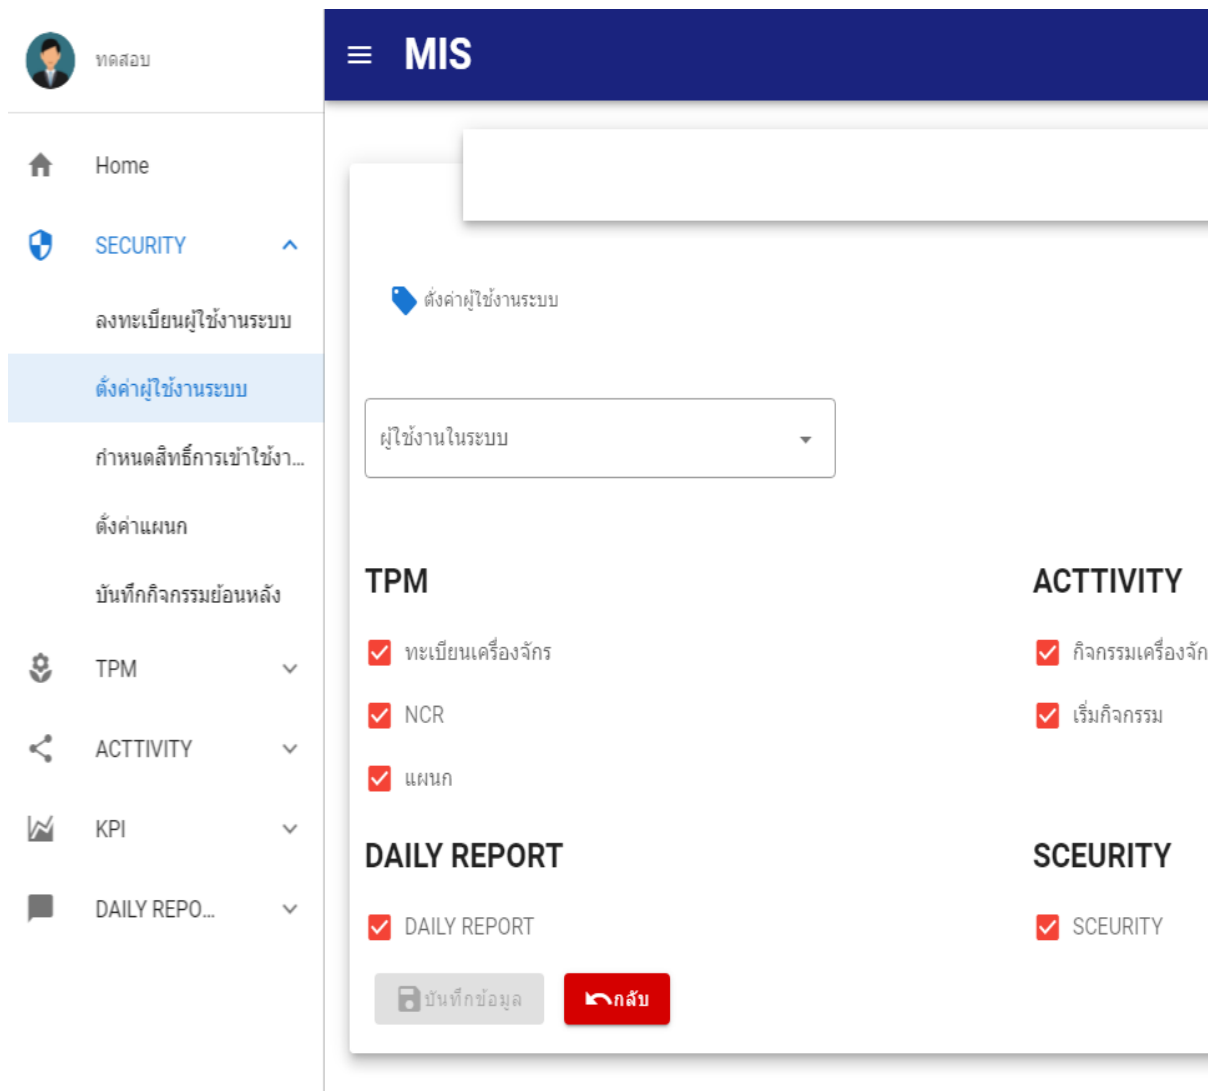 ทดสอบ
MIS
Home
SECURITY
ลงทะเบียนผู้ใช้งานระบบ
ตั้งค่าผู้ใช้งานระบบ
กำหนดสิทธิ์การเข้าใช้งา...
ตั้งค่าแผนก
บันทึกกิจกรรมย้อนหลัง
TPM
ACTTIVITY
KPI
DAILY REPO...
ตั้งค่าผู้ใช้งานระบบ
ผู้ใช้งานในระบบ
TPM
ทะเบียนเครื่องจักร
NCR
แผนก
ACTTIVITY
กิจกรรมเครื่องจัก
เริ่มกิจกรรม
DAILY REPORT
DAILY REPORT
SCEURITY
SCEURITY
บันทึกข้อมูล
กลับ